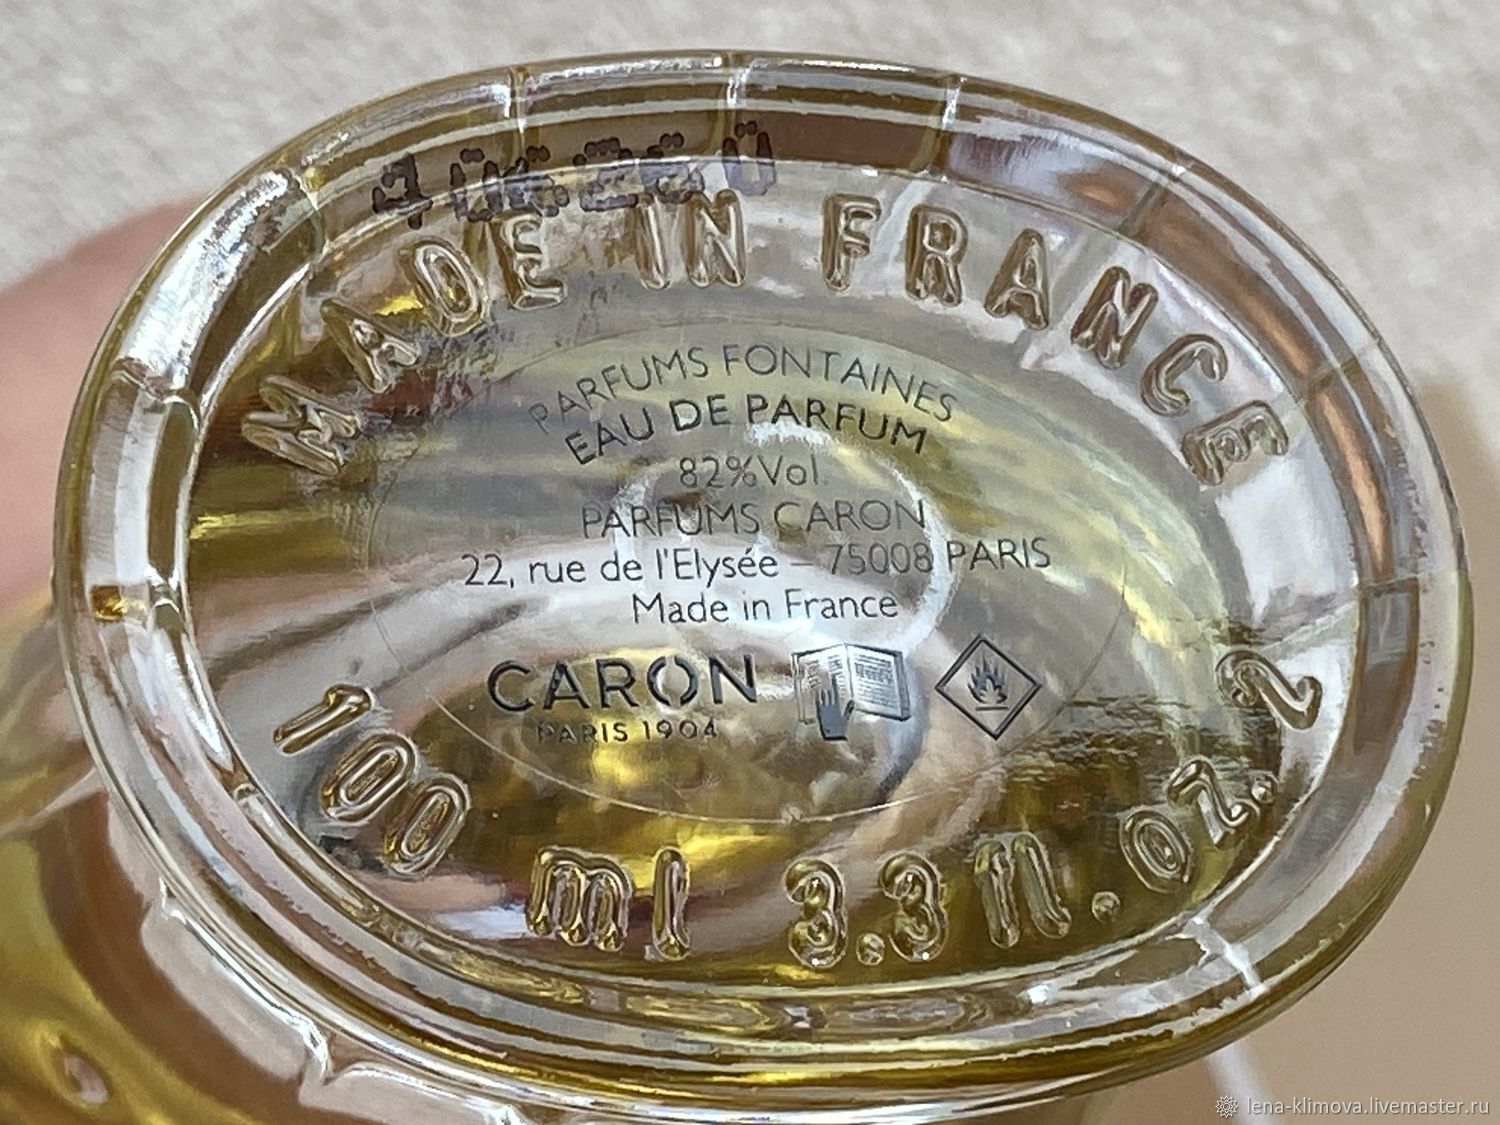 MADE IN FRANCE
PARFUMS FONTAINES
EAU DE PARFUM
82%Vol.
PARFUMS CARON
22, rue de l'Elysée – 75008 PARIS
Made in France
CARON
PARIS 1904
100 ml 3.3 fl. oz. 2
lena-klimova.livemaster.ru